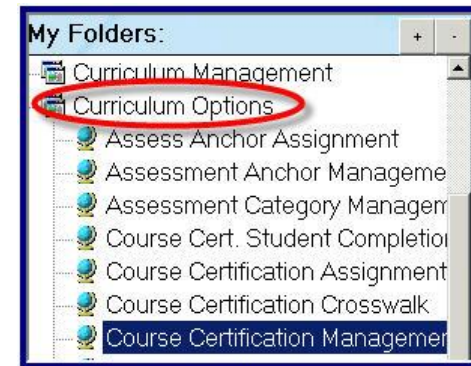 My Folders: + -
Curriculum Management
Curriculum Options
Assess Anchor Assignment
Assessment Anchor Manageme
Assessment Category Managem
Course Cert. Student Completion
Course Certification Assignment
Course Certification Crosswalk
Course Certification Managemen